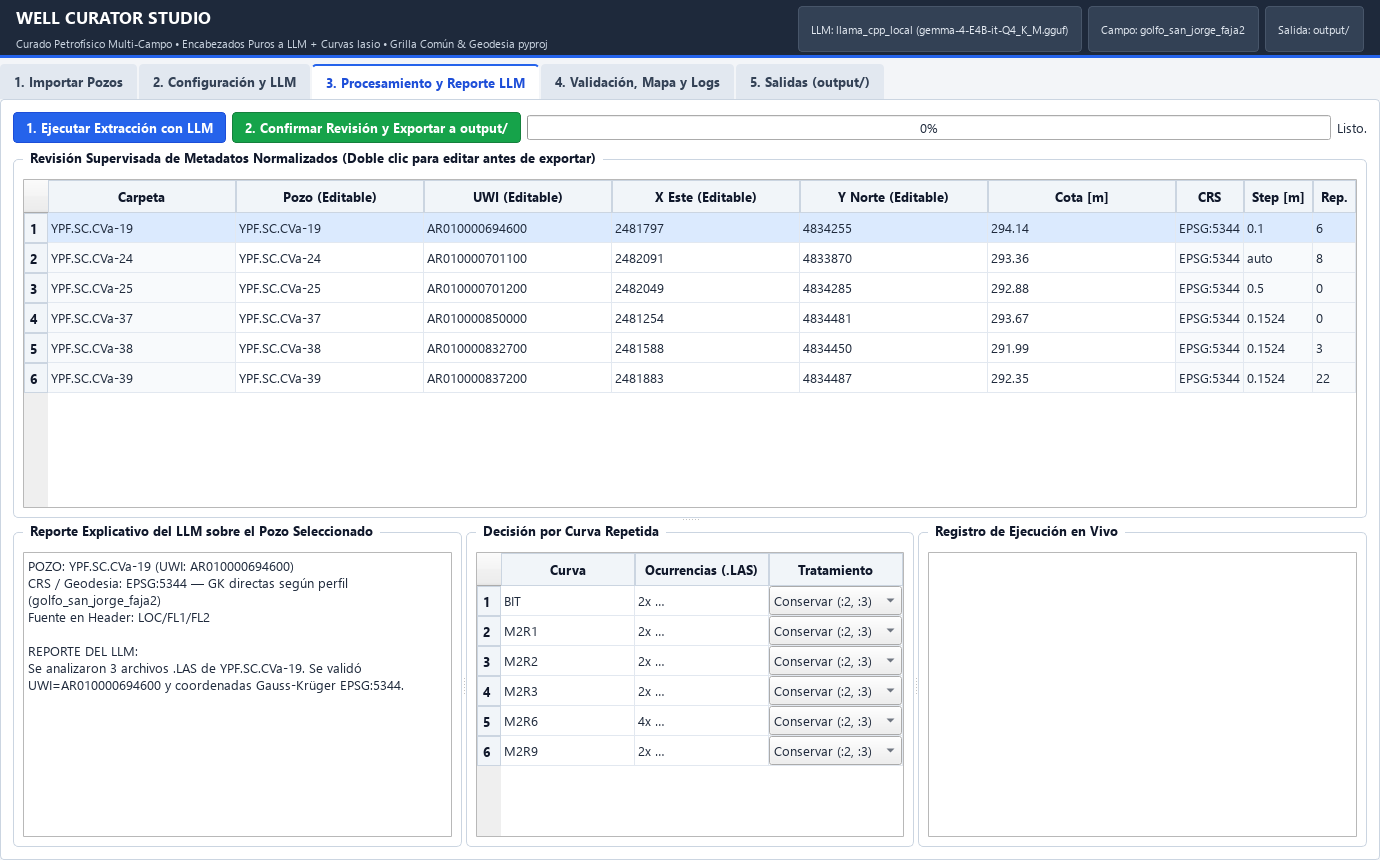 WELL CURATOR STUDIO
Curado Petrofísico Multi-Campo • Encabezados Puros a LLM + Curvas lasio • Grilla Común & Geodesia pyproj
LLM: llama_cpp_local (gemma-4-E4B-it-Q4_K_M.gguf)
Campo: golfo_san_jorge_faja2
Salida: output/
1. Importar Pozos
2. Configuración y LLM
3. Procesamiento y Reporte LLM
4. Validación, Mapa y Logs
5. Salidas (output/)
1. Ejecutar Extracción con LLM
2. Confirmar Revisión y Exportar a output/
0%
Listo.
Revisión Supervisada de Metadatos Normalizados (Doble clic para editar antes de exportar)
Carpeta Pozo (Editable) UWI (Editable) X Este (Editable) Y Norte (Editable) Cota [m] CRS Step [m] Rep.
1 YPF.SC.CVa-19 YPF.SC.CVa-19 AR010000694600 2481797 4834255 294.14 EPSG:5344 0.1 6
2 YPF.SC.CVa-24 YPF.SC.CVa-24 AR010000701100 2482091 4833870 293.36 EPSG:5344 auto 8
3 YPF.SC.CVa-25 YPF.SC.CVa-25 AR010000701200 2482049 4834285 292.88 EPSG:5344 0.5 0
4 YPF.SC.CVa-37 YPF.SC.CVa-37 AR010000850000 2481254 4834481 293.67 EPSG:5344 0.1524 0
5 YPF.SC.CVa-38 YPF.SC.CVa-38 AR010000832700 2481588 4834450 291.99 EPSG:5344 0.1524 3
6 YPF.SC.CVa-39 YPF.SC.CVa-39 AR010000837200 2481883 4834487 292.35 EPSG:5344 0.1524 22
Reporte Explicativo del LLM sobre el Pozo Seleccionado
POZO: YPF.SC.CVa-19 (UWI: AR010000694600)
CRS / Geodesia: EPSG:5344 — GK directas según perfil
(golfo_san_jorge_faja2)
Fuente en Header: LOC/FL1/FL2
REPORTE DEL LLM:
Se analizaron 3 archivos .LAS de YPF.SC.CVa-19. Se validó
UWI=AR010000694600 y coordenadas Gauss-Krüger EPSG:5344.
Decisión por Curva Repetida
Curva Ocurrencias (.LAS) Tratamiento
1 BIT 2x ... Conservar (:2, :3)
2 M2R1 2x ... Conservar (:2, :3)
3 M2R2 2x ... Conservar (:2, :3)
4 M2R3 2x ... Conservar (:2, :3)
5 M2R6 4x ... Conservar (:2, :3)
6 M2R9 2x ... Conservar (:2, :3)
Registro de Ejecución en Vivo